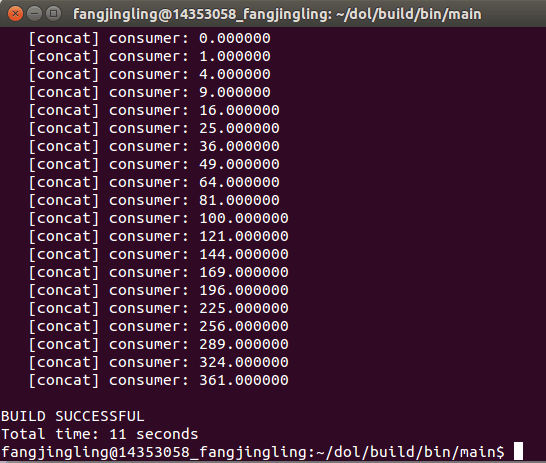 fangjingling@14353058_fangjingling: ~/dol/build/bin/main
[concat] consumer: 0.000000
[concat] consumer: 1.000000
[concat] consumer: 4.000000
[concat] consumer: 9.000000
[concat] consumer: 16.000000
[concat] consumer: 25.000000
[concat] consumer: 36.000000
[concat] consumer: 49.000000
[concat] consumer: 64.000000
[concat] consumer: 81.000000
[concat] consumer: 100.000000
[concat] consumer: 121.000000
[concat] consumer: 144.000000
[concat] consumer: 169.000000
[concat] consumer: 196.000000
[concat] consumer: 225.000000
[concat] consumer: 256.000000
[concat] consumer: 289.000000
[concat] consumer: 324.000000
[concat] consumer: 361.000000
BUILD SUCCESSFUL
Total time: 11 seconds
fangjingling@14353058_fangjingling:~/dol/build/bin/main$